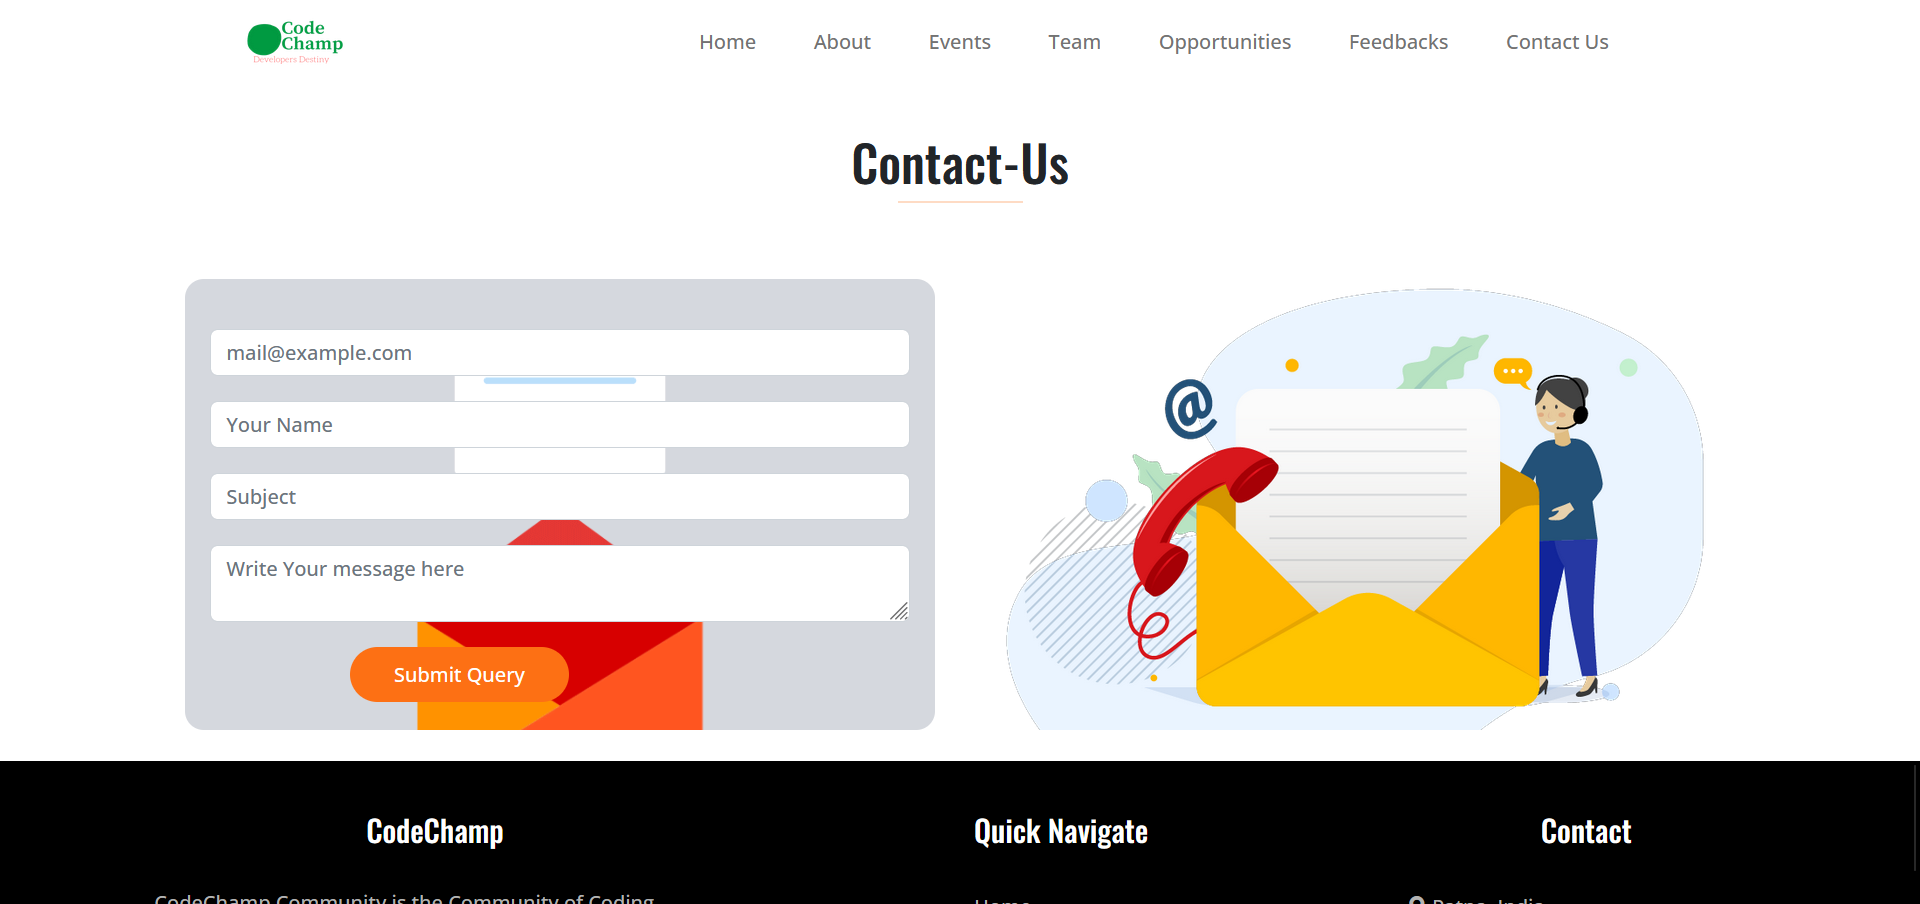 Code
Champ
Developers Destiny
Home
About
Events
Team
Opportunities
Feedbacks
Contact Us
Contact-Us
mail@example.com
Your Name
Subject
Write Your message here
Submit Query
@
CodeChamp
Quick Navigate
Contact
CodeChamp Community is the Community of Coding
Home
Patna, India